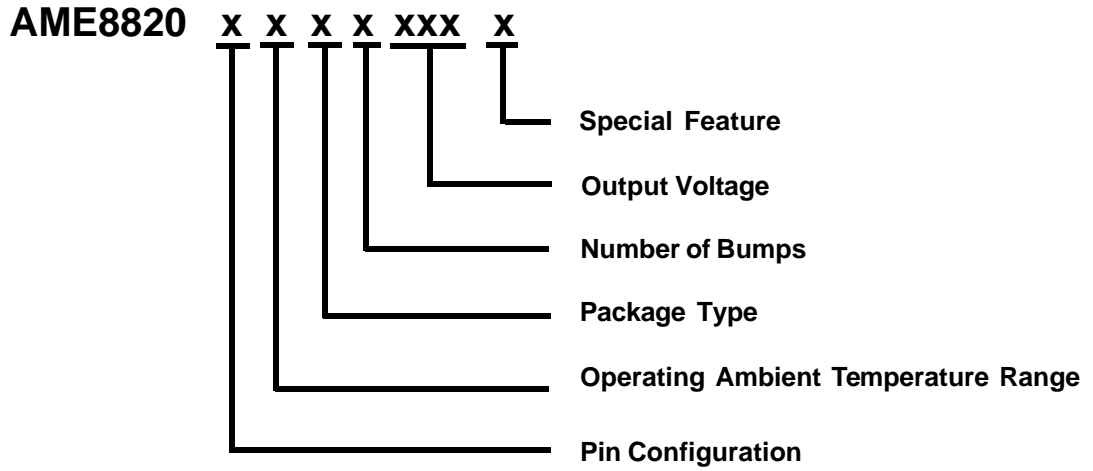 AME8820 x x x x xxx x
Special Feature
Output Voltage
Number of Bumps
Package Type
Operating Ambient Temperature Range
Pin Configuration